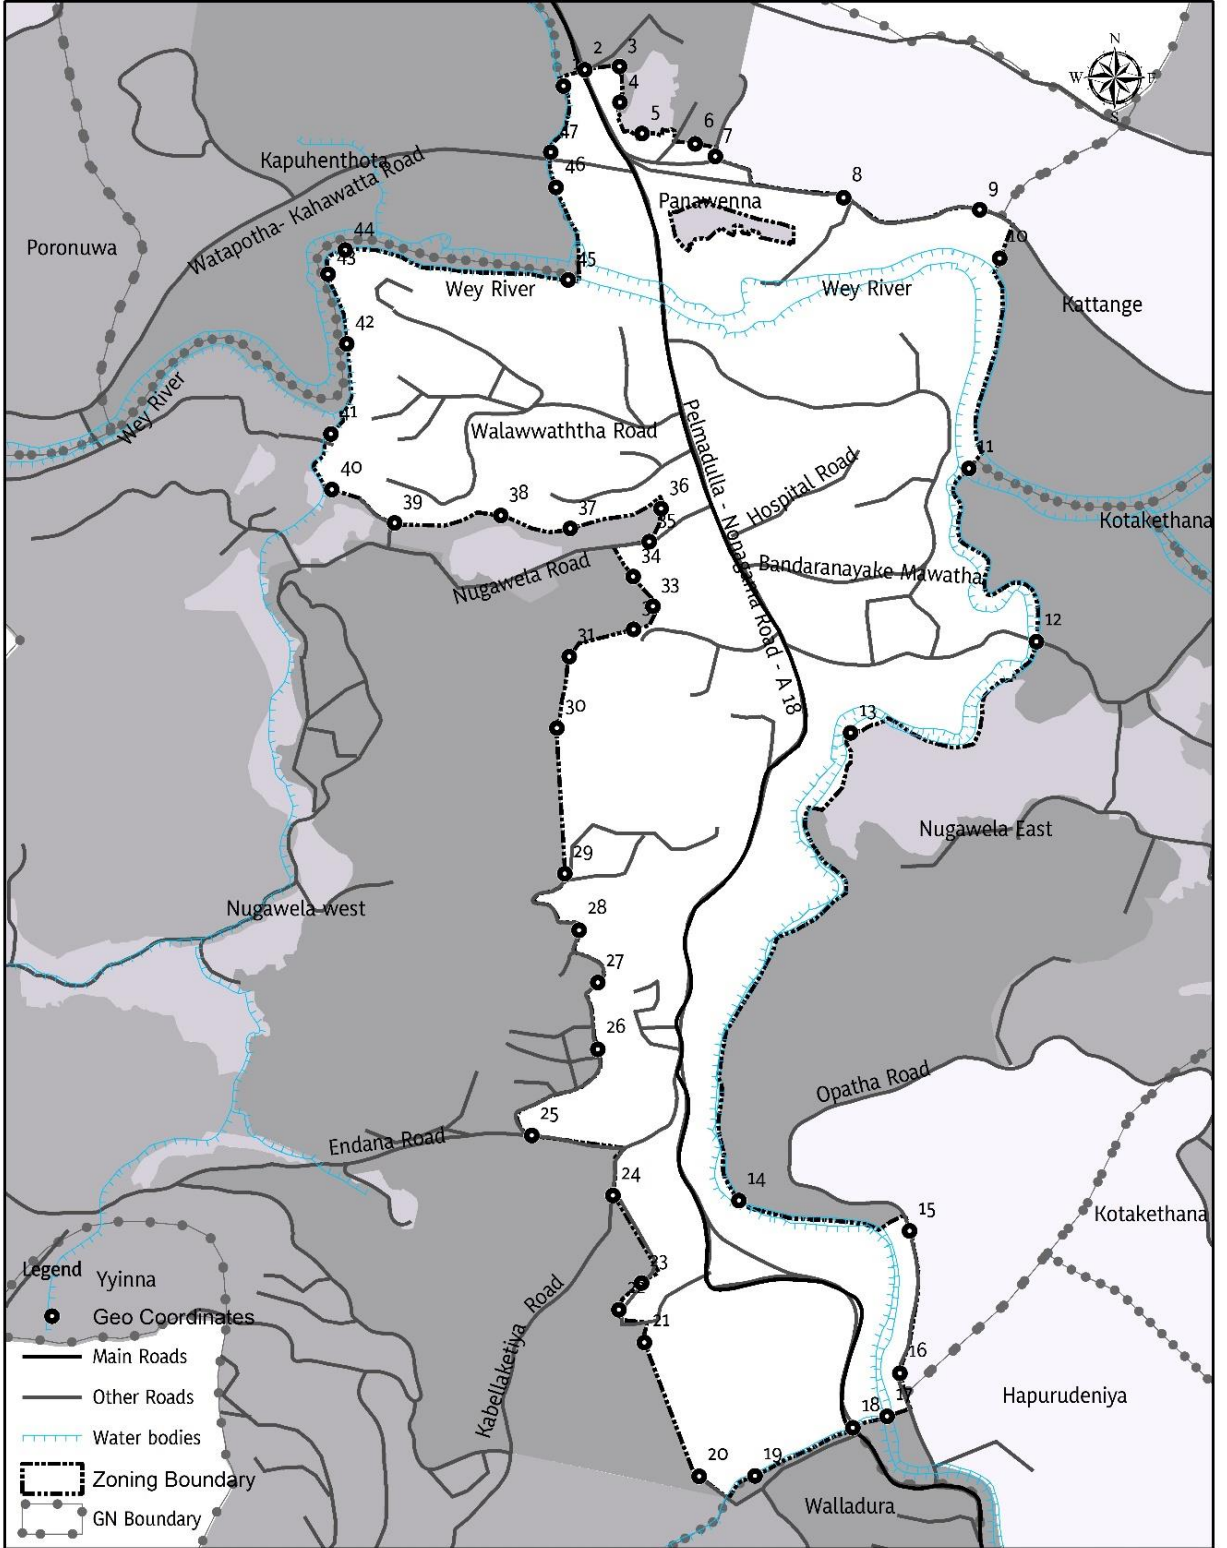 2
3
4
N
W
E
S
5
6
7
47
Kapuhenthota
Watapotha- Kahawatta Road
46
8
9
Panawenna
Poronuwa
44
43
10
45
Wey River
Wey River
Kattange
42
Wey River
41
Walawwaththa Road
Pelmadulla - Nonagama Road - A 18
Hospital Road
11
40
39
38
37
36
35
Kotakethana
34
Nugawela Road
33
Bandaranayake Mawatha
31
12
30
13
Nugawela East
29
28
Nugawela west
27
26
Opatha Road
25
Endana Road
24
14
15
Kotakethana
23
22
Legend
Yyinna
Geo Coordinates
21
Kabellaketiya Road
Main Roads
16
Other Roads
Hapurudeniya
17
18
Water bodies
20
19
Zoning Boundary
Walladura
GN Boundary